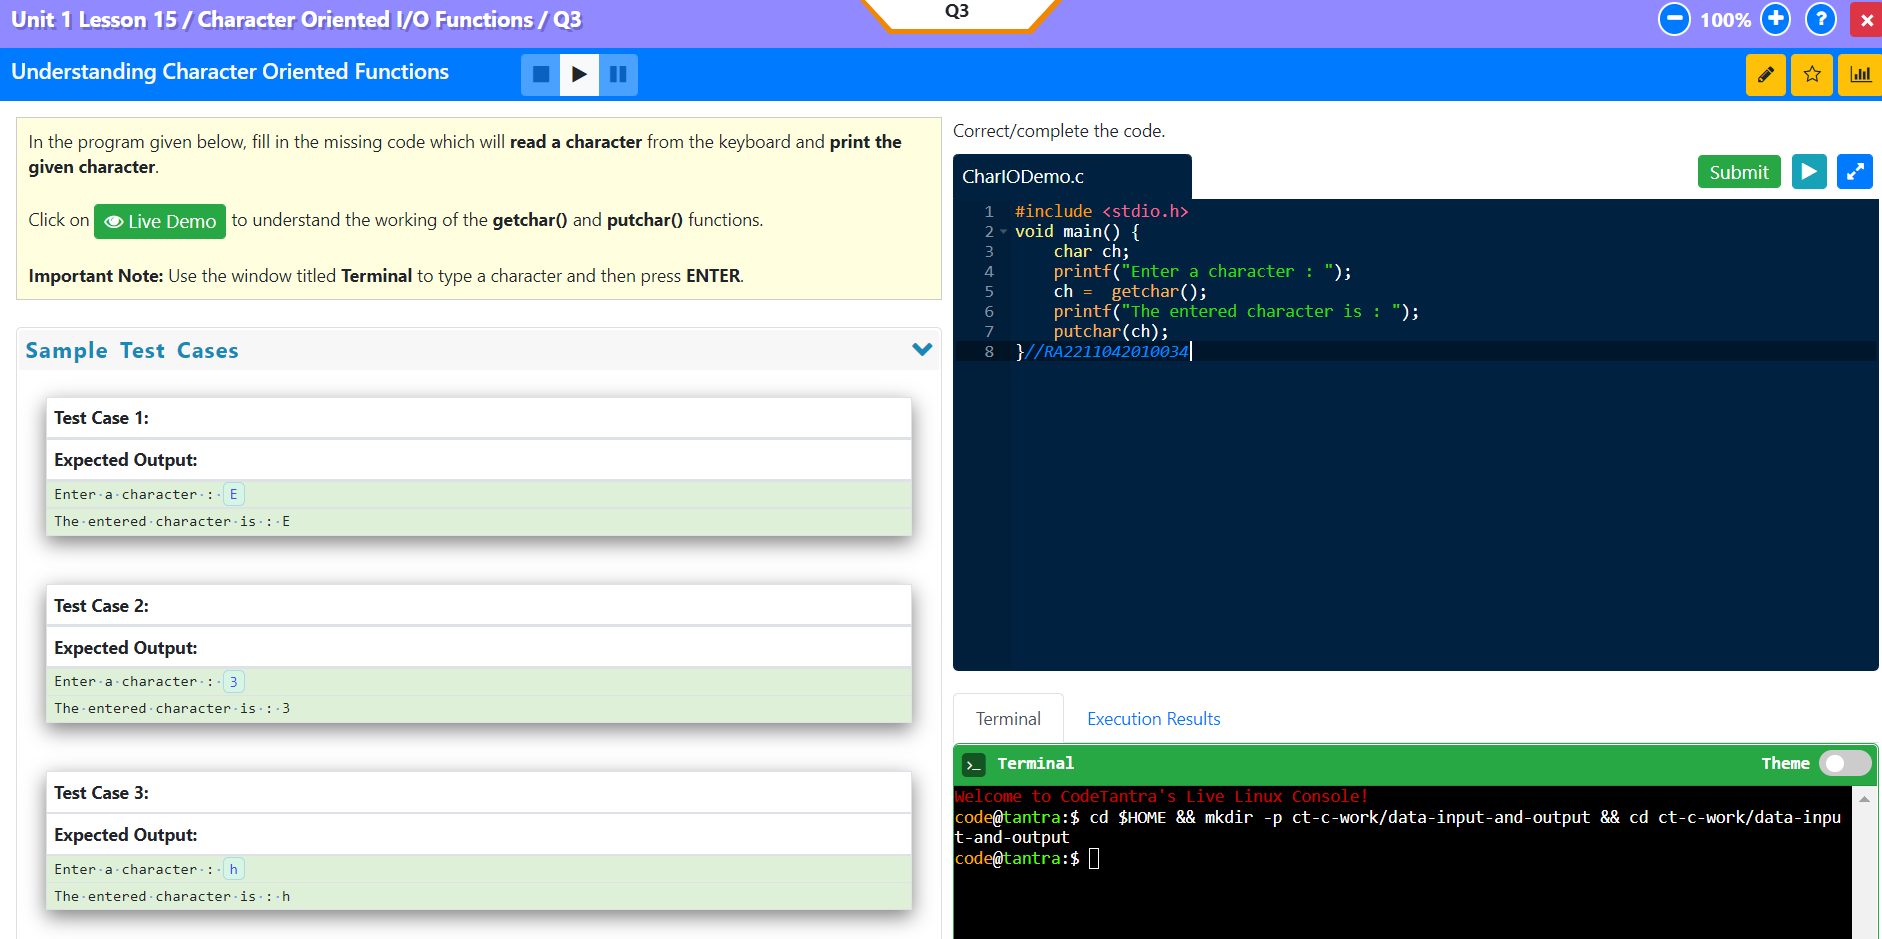 Unit 1 Lesson 15 / Character Oriented I/O Functions / Q3
Q3
100%
Understanding Character Oriented Functions
In the program given below, fill in the missing code which will read a character from the keyboard and print the
given character.
Click on Live Demo to understand the working of the getchar() and putchar() functions.
Important Note: Use the window titled Terminal to type a character and then press ENTER.
Sample Test Cases
Test Case 1:
Expected Output:
Enter·a·character·:· E
The·entered·character·is·:·E
Test Case 2:
Expected Output:
Enter·a·character·:· 3
The·entered·character·is·:·3
Test Case 3:
Expected Output:
Enter·a·character·:· h
The·entered·character·is·:·h
Correct/complete the code.
CharIODemo.c
Submit
1 #include <stdio.h>
2 void main() {
3     char ch;
4     printf("Enter a character : ");
5     ch =  getchar();
6     printf("The entered character is : ");
7     putchar(ch);
8 }//RA2211042010034
Terminal Execution Results
Terminal Theme
Welcome to CodeTantra's Live Linux Console!
code@tantra:$ cd $HOME && mkdir -p ct-c-work/data-input-and-output && cd ct-c-work/data-inpu
t-and-output
code@tantra:$